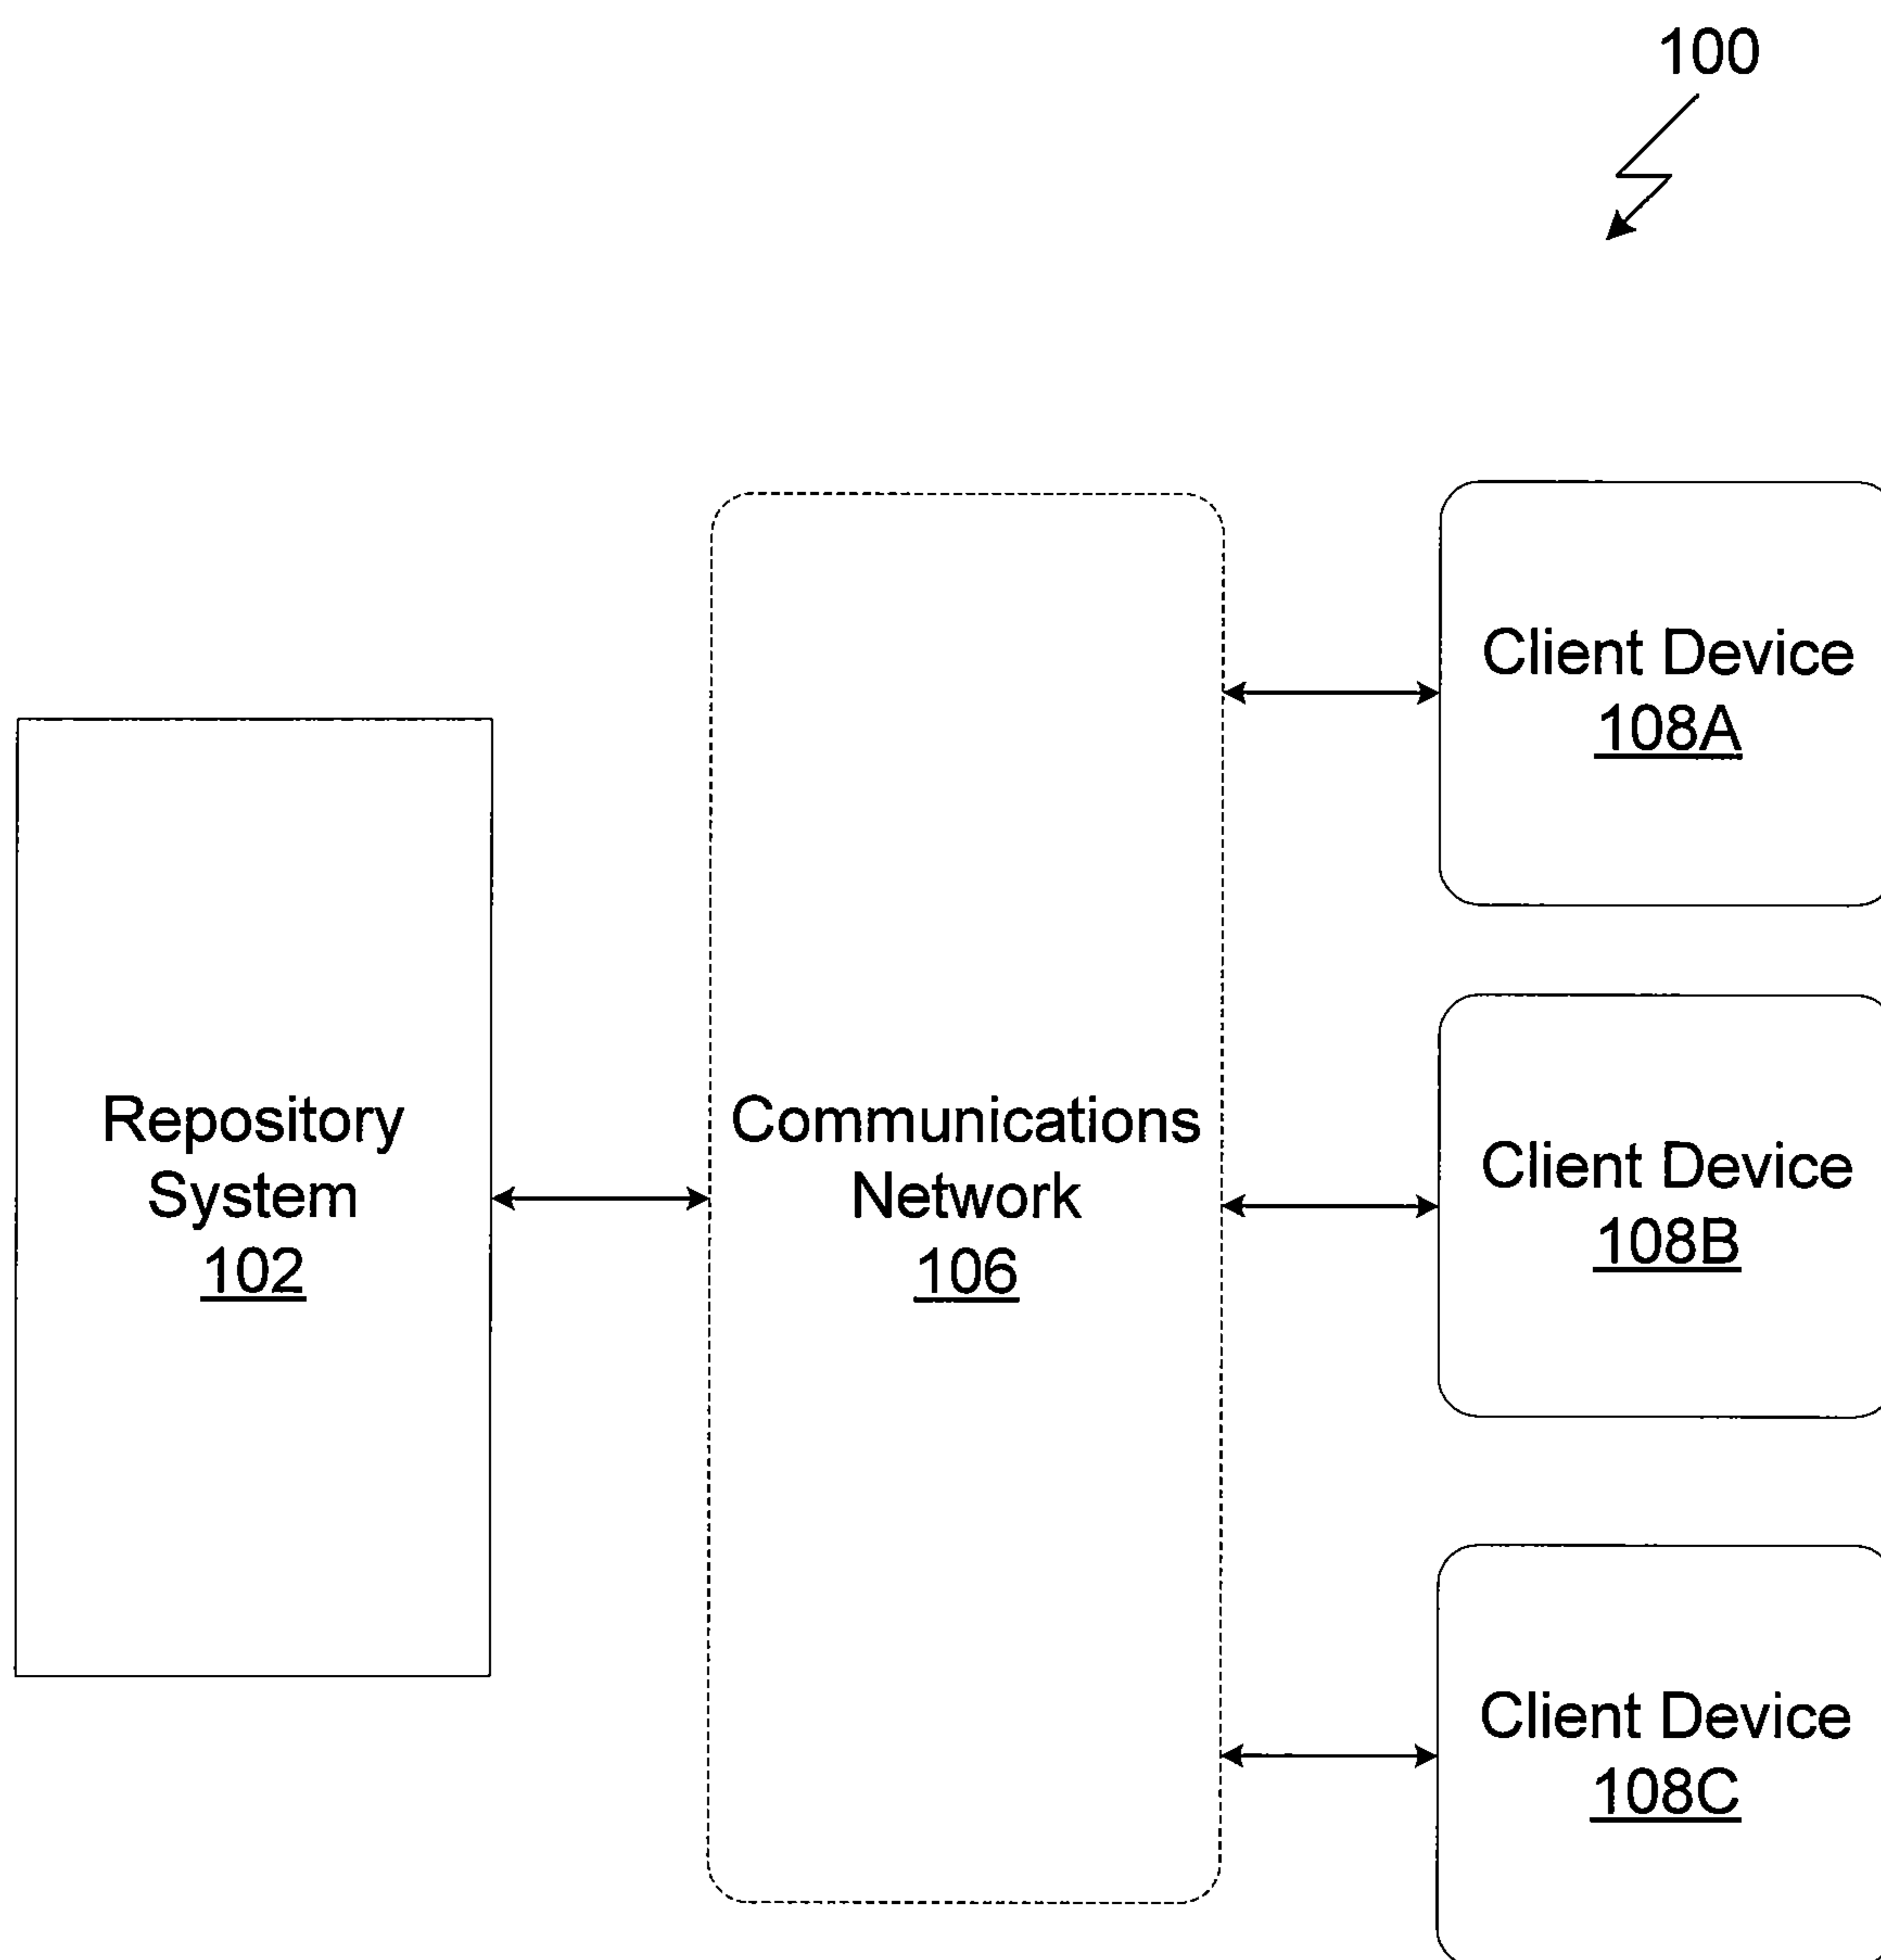 100
Client Device
108A
Repository
System
102
Communications
Network
106
Client Device
108B
Client Device
108C